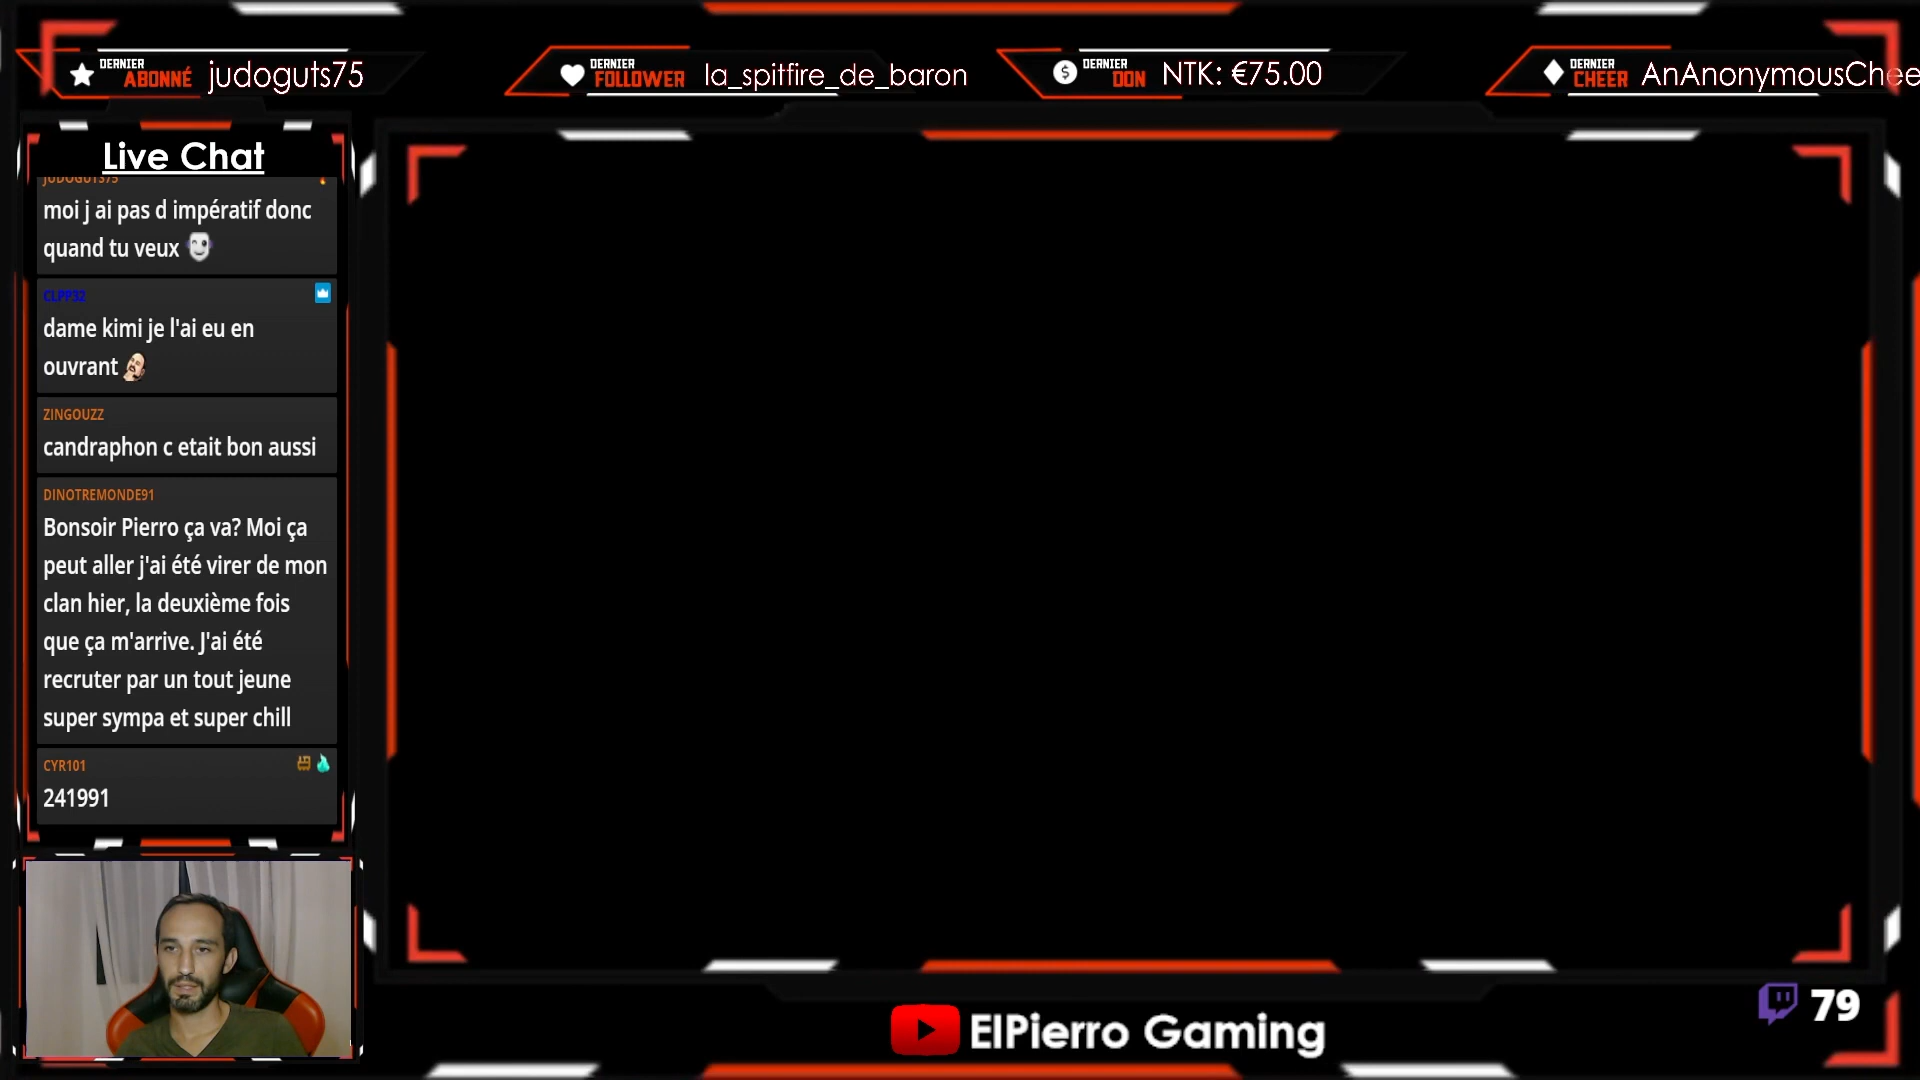 DERNIER ABONNÉ judoguts75
DERNIER FOLLOWER la_spitfire_de_baron
DERNIER DON NTK: €75.00
DERNIER CHEER AnAnonymousChee
Live Chat
JUDOGUTS75
moi j ai pas d impératif donc
quand tu veux
CLPP32
dame kimi je l'ai eu en
ouvrant
ZINGOUZZ
candraphon c etait bon aussi
DINOTREMONDE91
Bonsoir Pierro ça va? Moi ça
peut aller j'ai été virer de mon
clan hier, la deuxième fois
que ça m'arrive. J'ai été
recruter par un tout jeune
super sympa et super chill
CYR101
241991
ElPierro Gaming
79